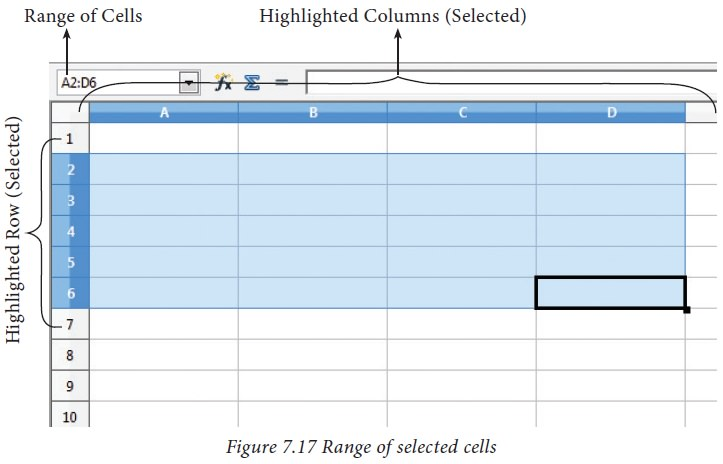 Range of Cells
Highlighted Columns (Selected)
A2:D6
fx Σ =
A B C D
Highlighted Row (Selected)
1
2
3
4
5
6
7
8
9
10
Figure 7.17 Range of selected cells